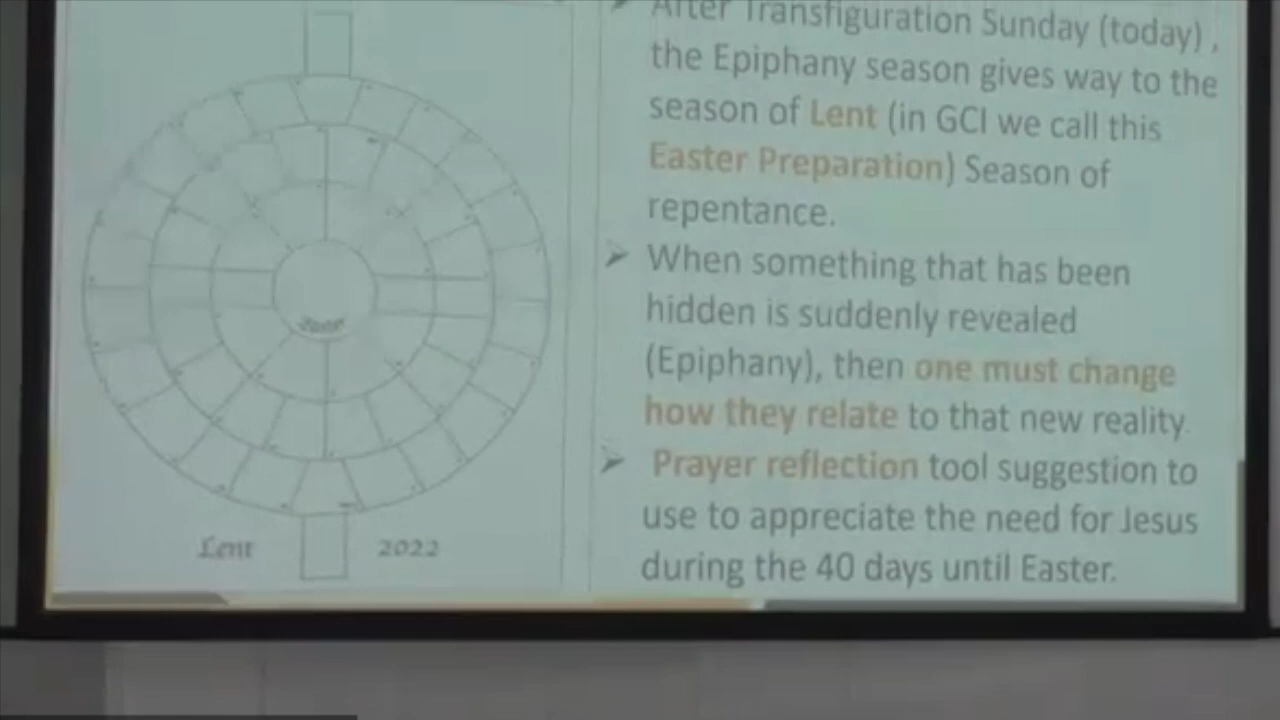 After Transfiguration Sunday (today) ,
the Epiphany season gives way to the
season of Lent (in GCI we call this
Easter Preparation) Season of
repentance.
When something that has been
hidden is suddenly revealed
(Epiphany), then one must change
how they relate to that new reality.
Prayer reflection tool suggestion to
use to appreciate the need for Jesus
during the 40 days until Easter.
Lent 2022